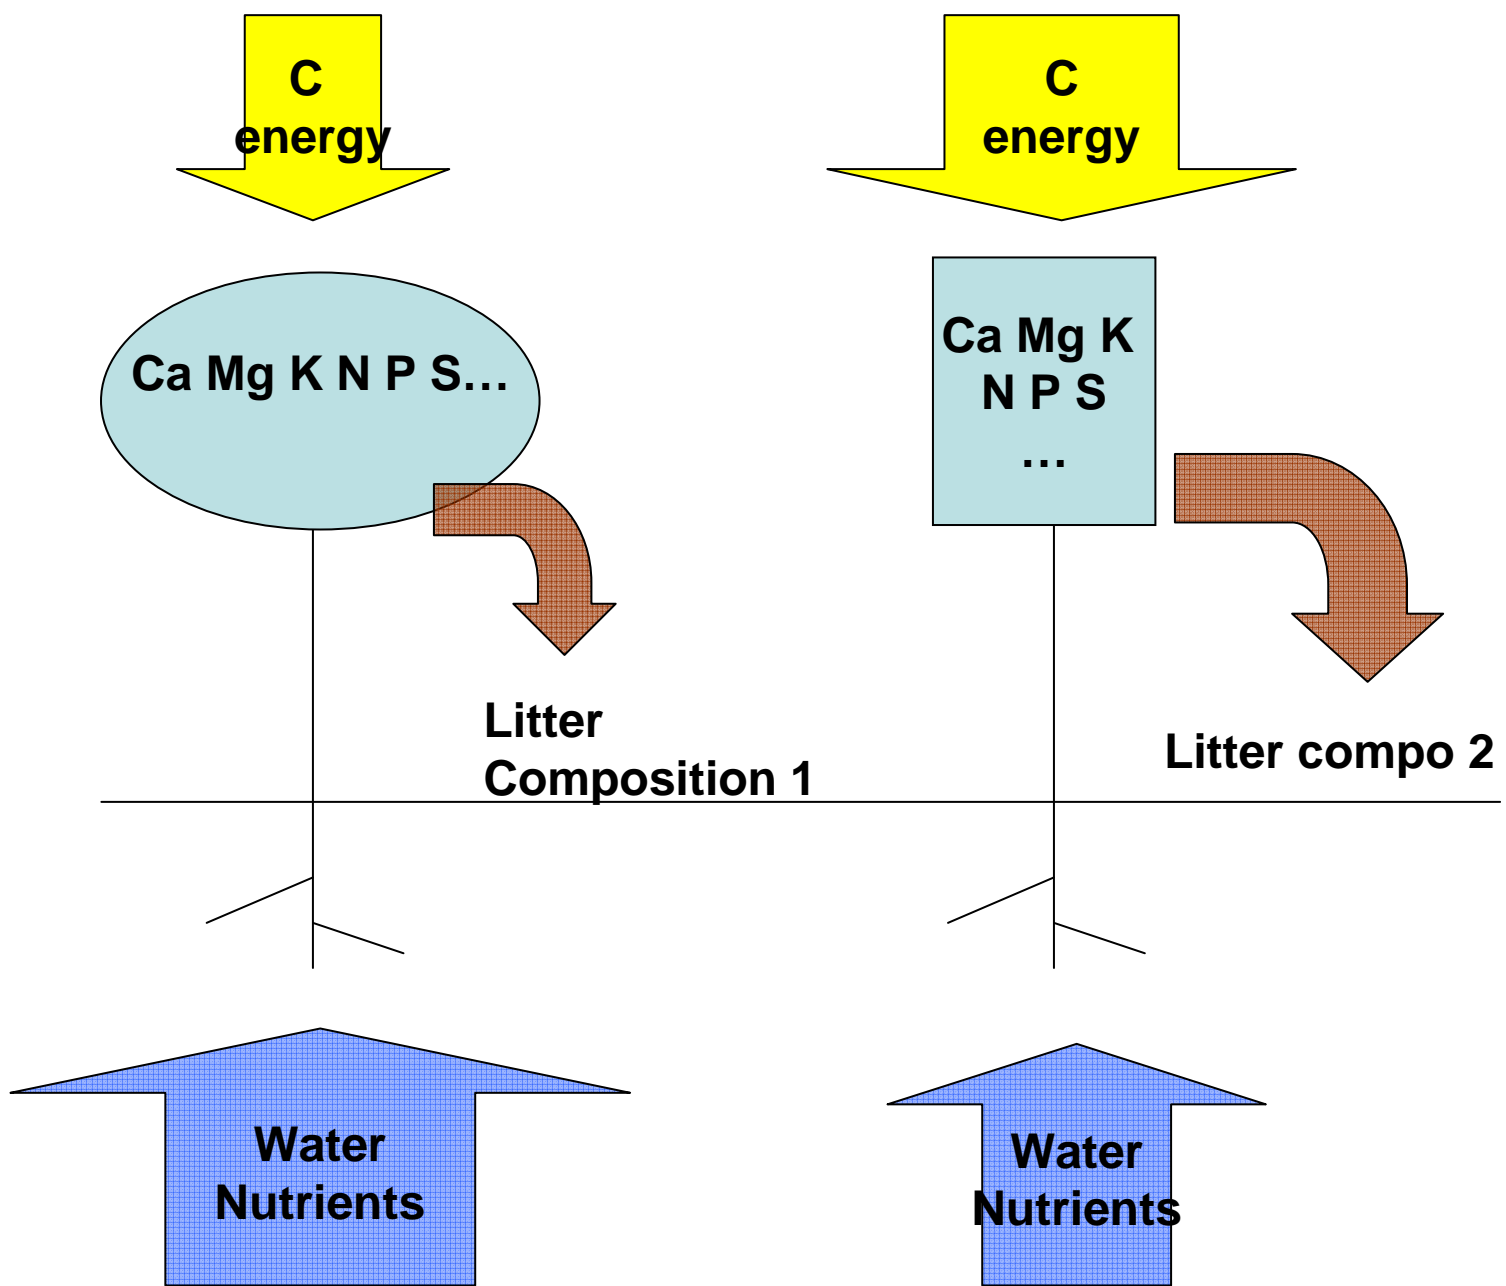 C
energy
C
energy
Ca Mg K N P S…
Ca Mg K
N P S
…
Litter
Composition 1
Litter compo 2
Water
Nutrients
Water
Nutrients